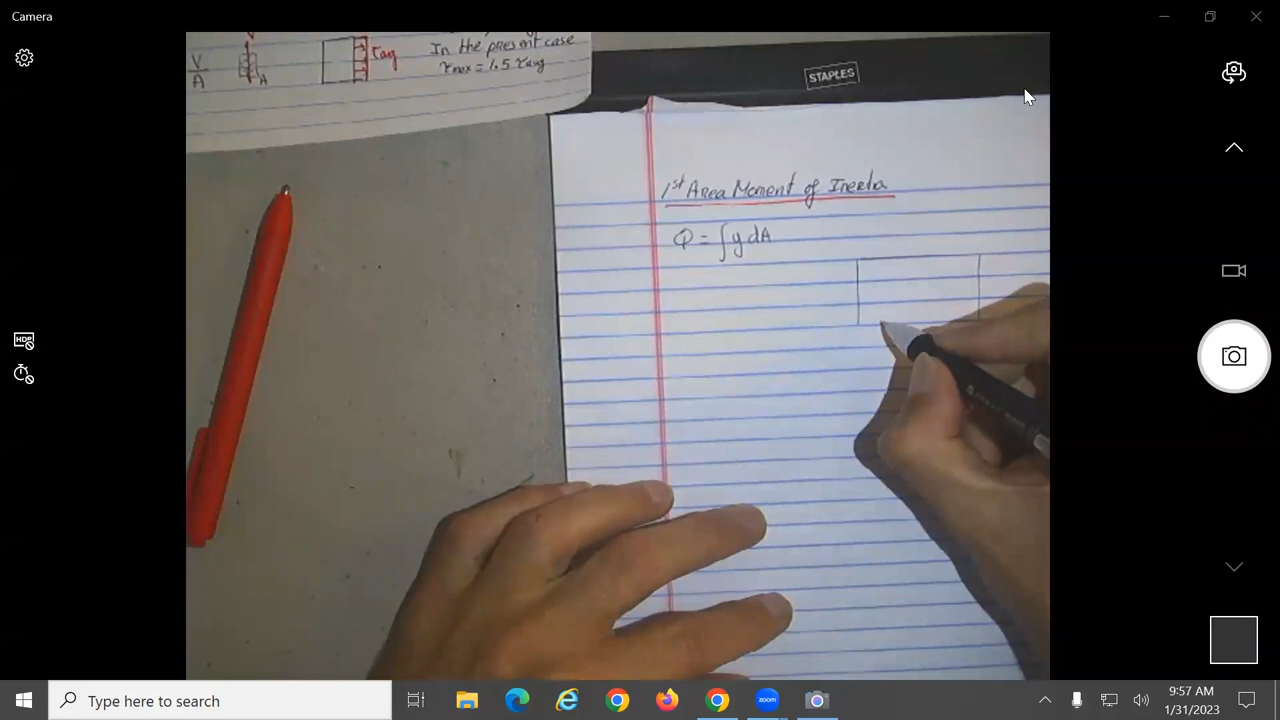 Camera
V
In the present case
V/A
A
τavg
τmax = 1.5 τavg
STAPLES
1st Area Moment of Inertia
Q = ∫y dA
Type here to search
zoom
9:57 AM
1/31/2023